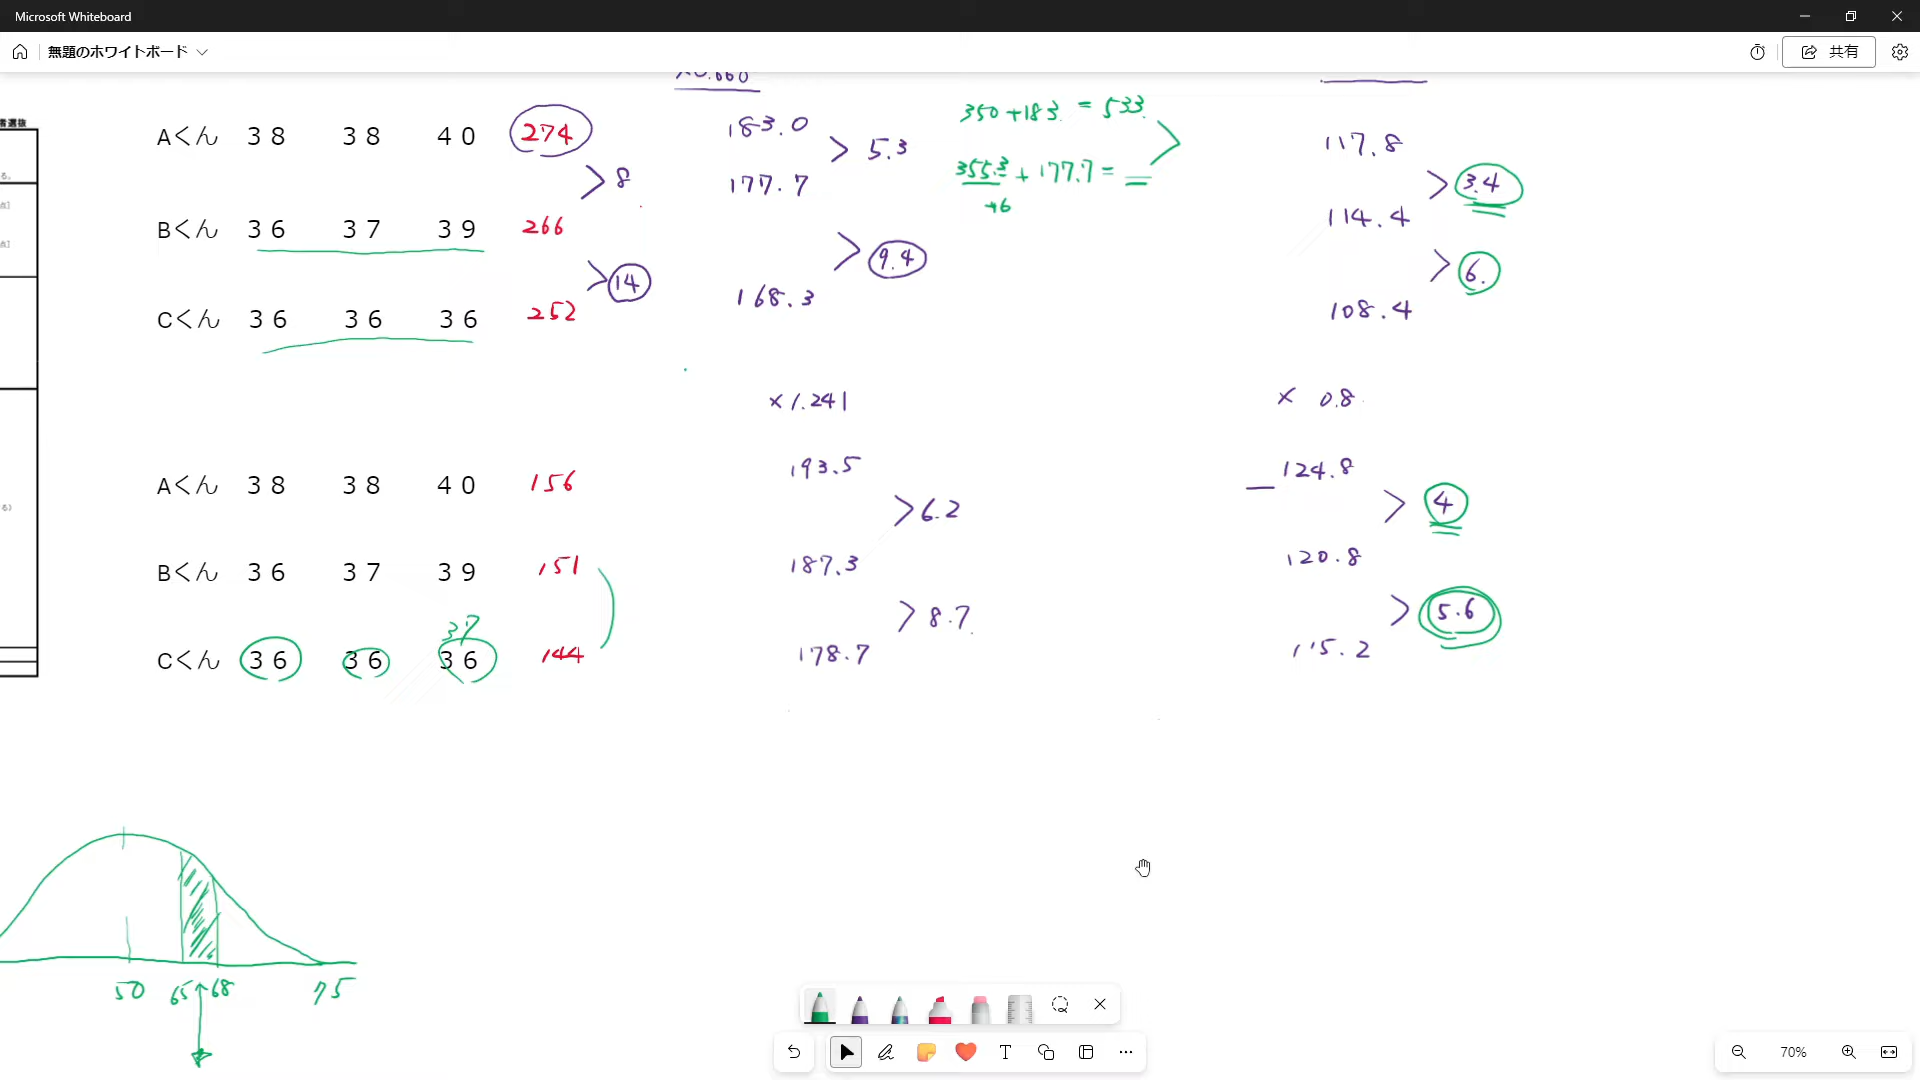 Microsoft Whiteboard
無題のホワイトボード
共有
Aくん 38 38 40 274
Bくん 36 37 39 266
Cくん 36 36 36 252
> 8
> 14
183.0
177.7
168.3
> 5.3
> 9.4
350+183. = 533.
355.3 + 177.7 =
+6
117.8
114.4
108.4
> 3.4
> 6.
Aくん 38 38 40 156
Bくん 36 37 39 151
37
Cくん 36 36 36 144
×1.241
193.5
187.3
178.7
> 6.2
> 8.7
× 0.8
124.8
120.8
115.2
> 4
> 5.6
50 65 68 75
70%